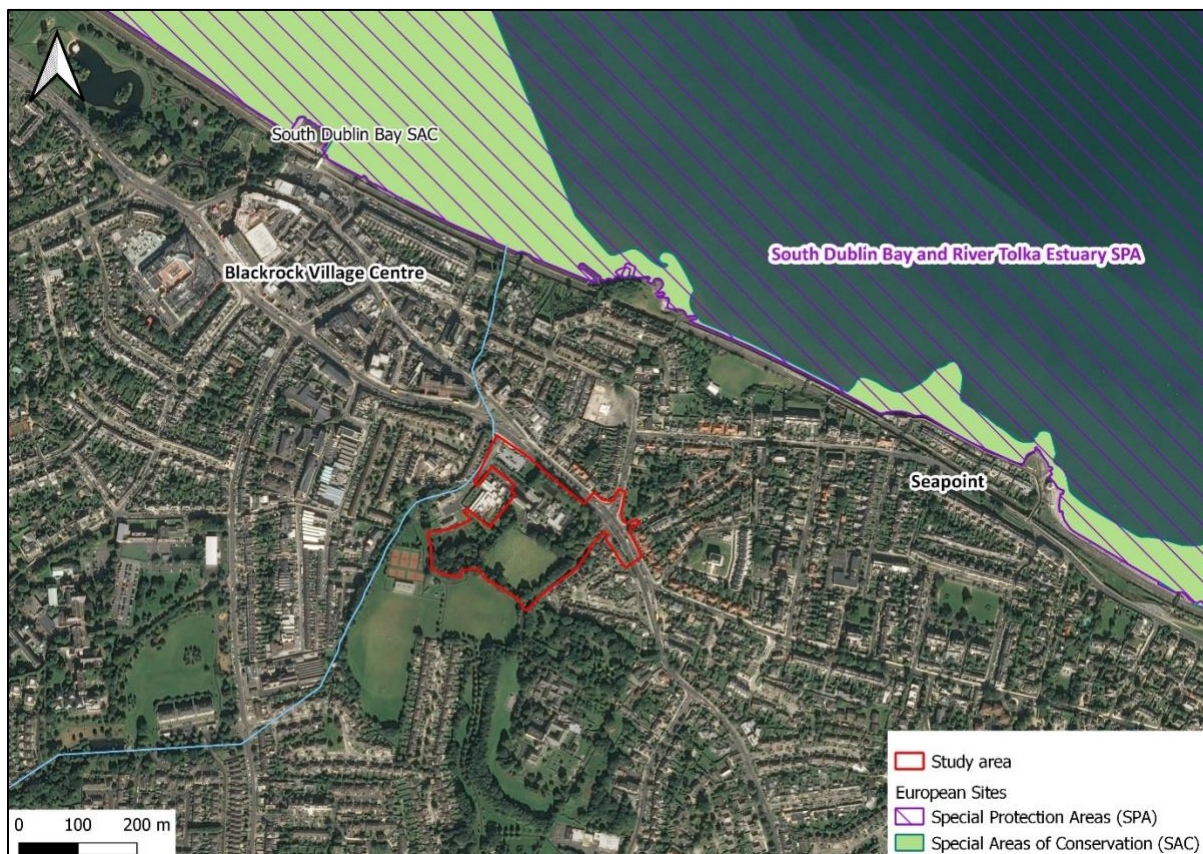 South Dublin Bay SAC
South Dublin Bay and River Tolka Estuary SPA
Blackrock Village Centre
Seapoint
Study area
European Sites
Special Protection Areas (SPA)
Special Areas of Conservation (SAC)
0 100 200 m